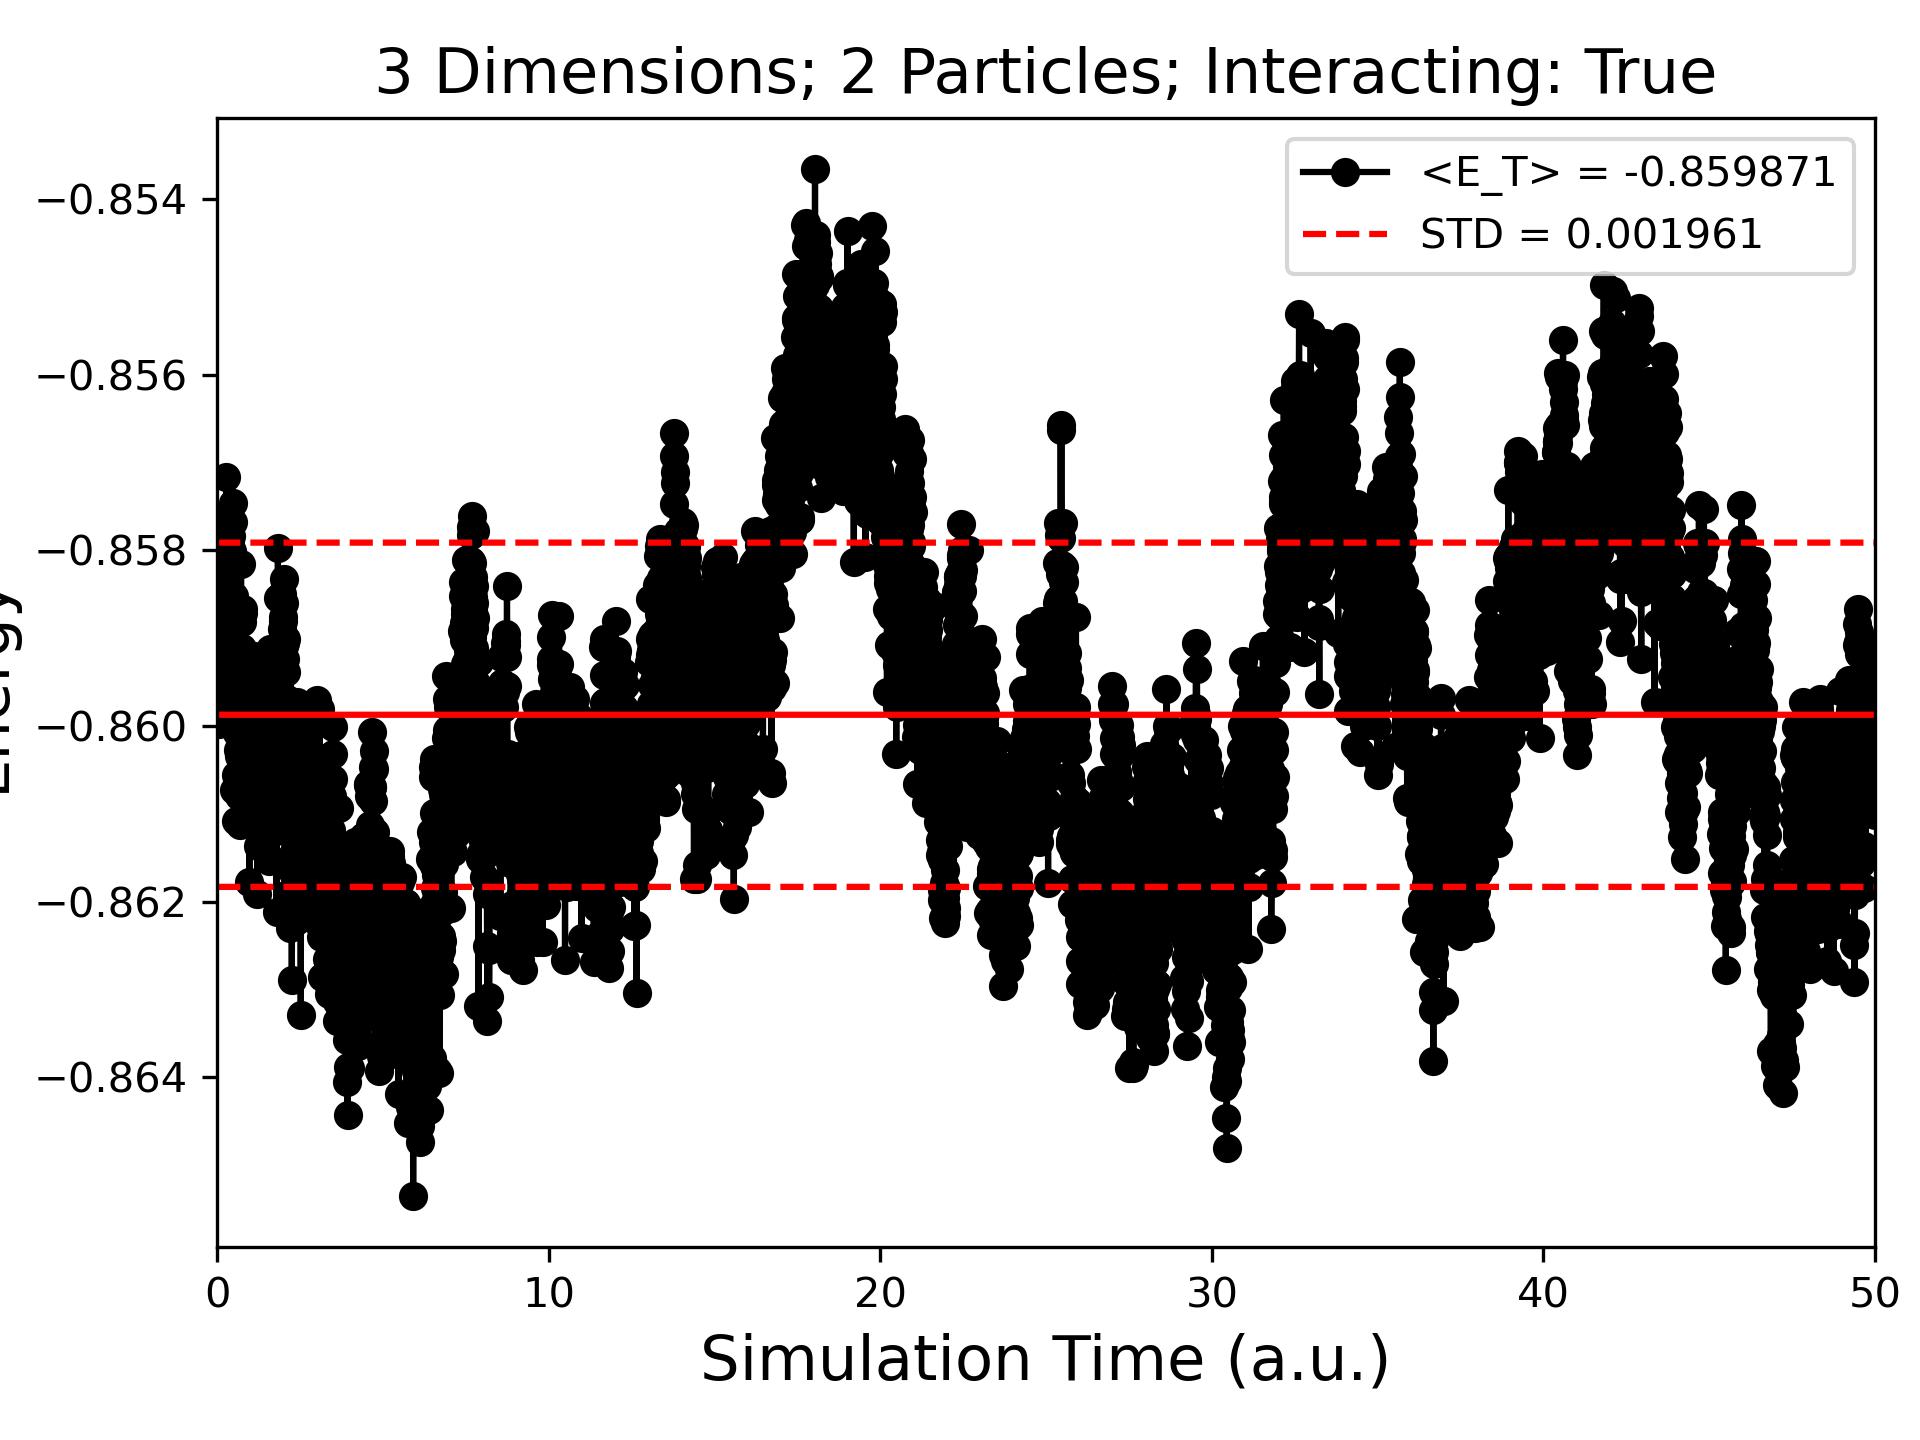 3 Dimensions; 2 Particles; Interacting: True
<E_T> = -0.859871
STD = 0.001961
−0.854
−0.856
−0.858
−0.860
−0.862
−0.864
Energy
0 10 20 30 40 50
Simulation Time (a.u.)